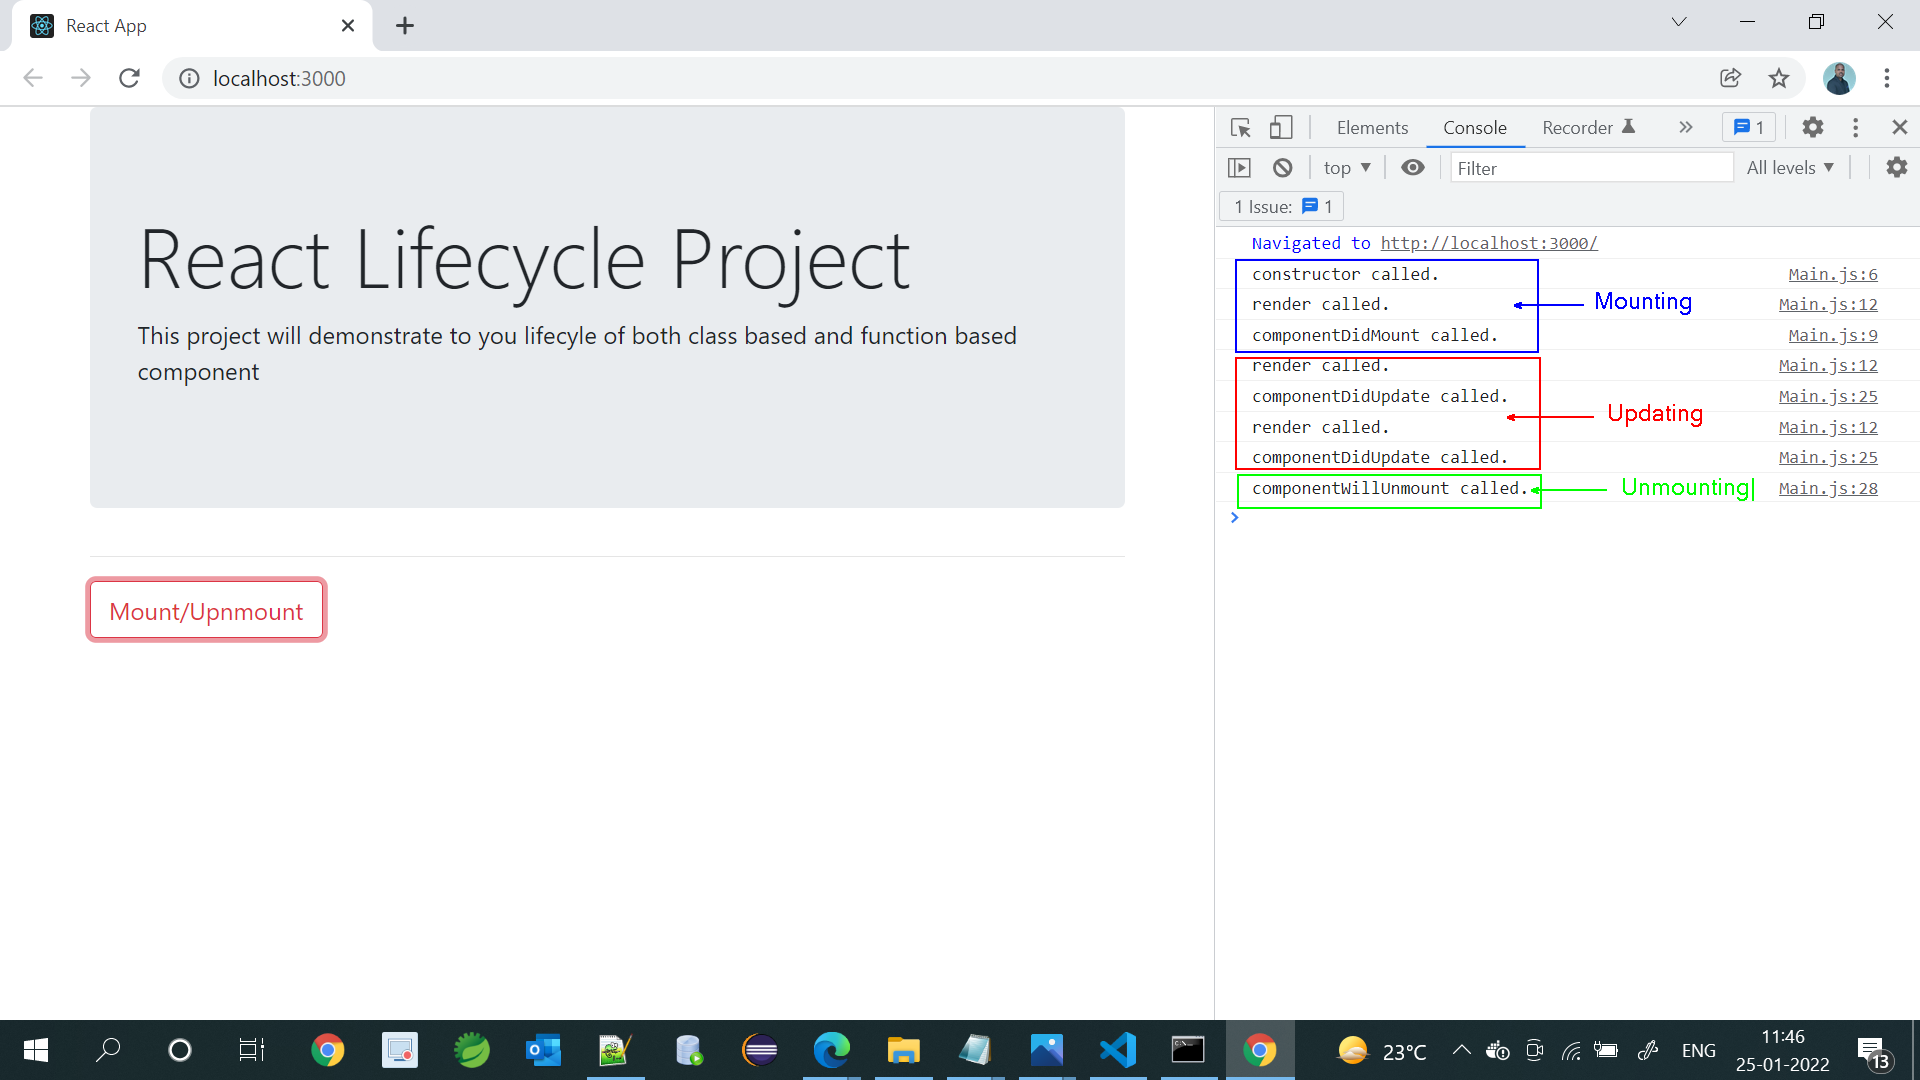 React App
localhost:3000
React Lifecycle Project
This project will demonstrate to you lifecyle of both class based and function based
component
Mount/Upnmount
Elements Console Recorder 1
top Filter All levels
1 Issue: 1
Navigated to http://localhost:3000/
constructor called. Main.js:6
render called. Mounting Main.js:12
componentDidMount called. Main.js:9
render called. Main.js:12
componentDidUpdate called. Main.js:25
Updating
render called. Main.js:12
componentDidUpdate called. Main.js:25
componentWillUnmount called. Unmounting Main.js:28
23°C ENG 11:46
25-01-2022 13